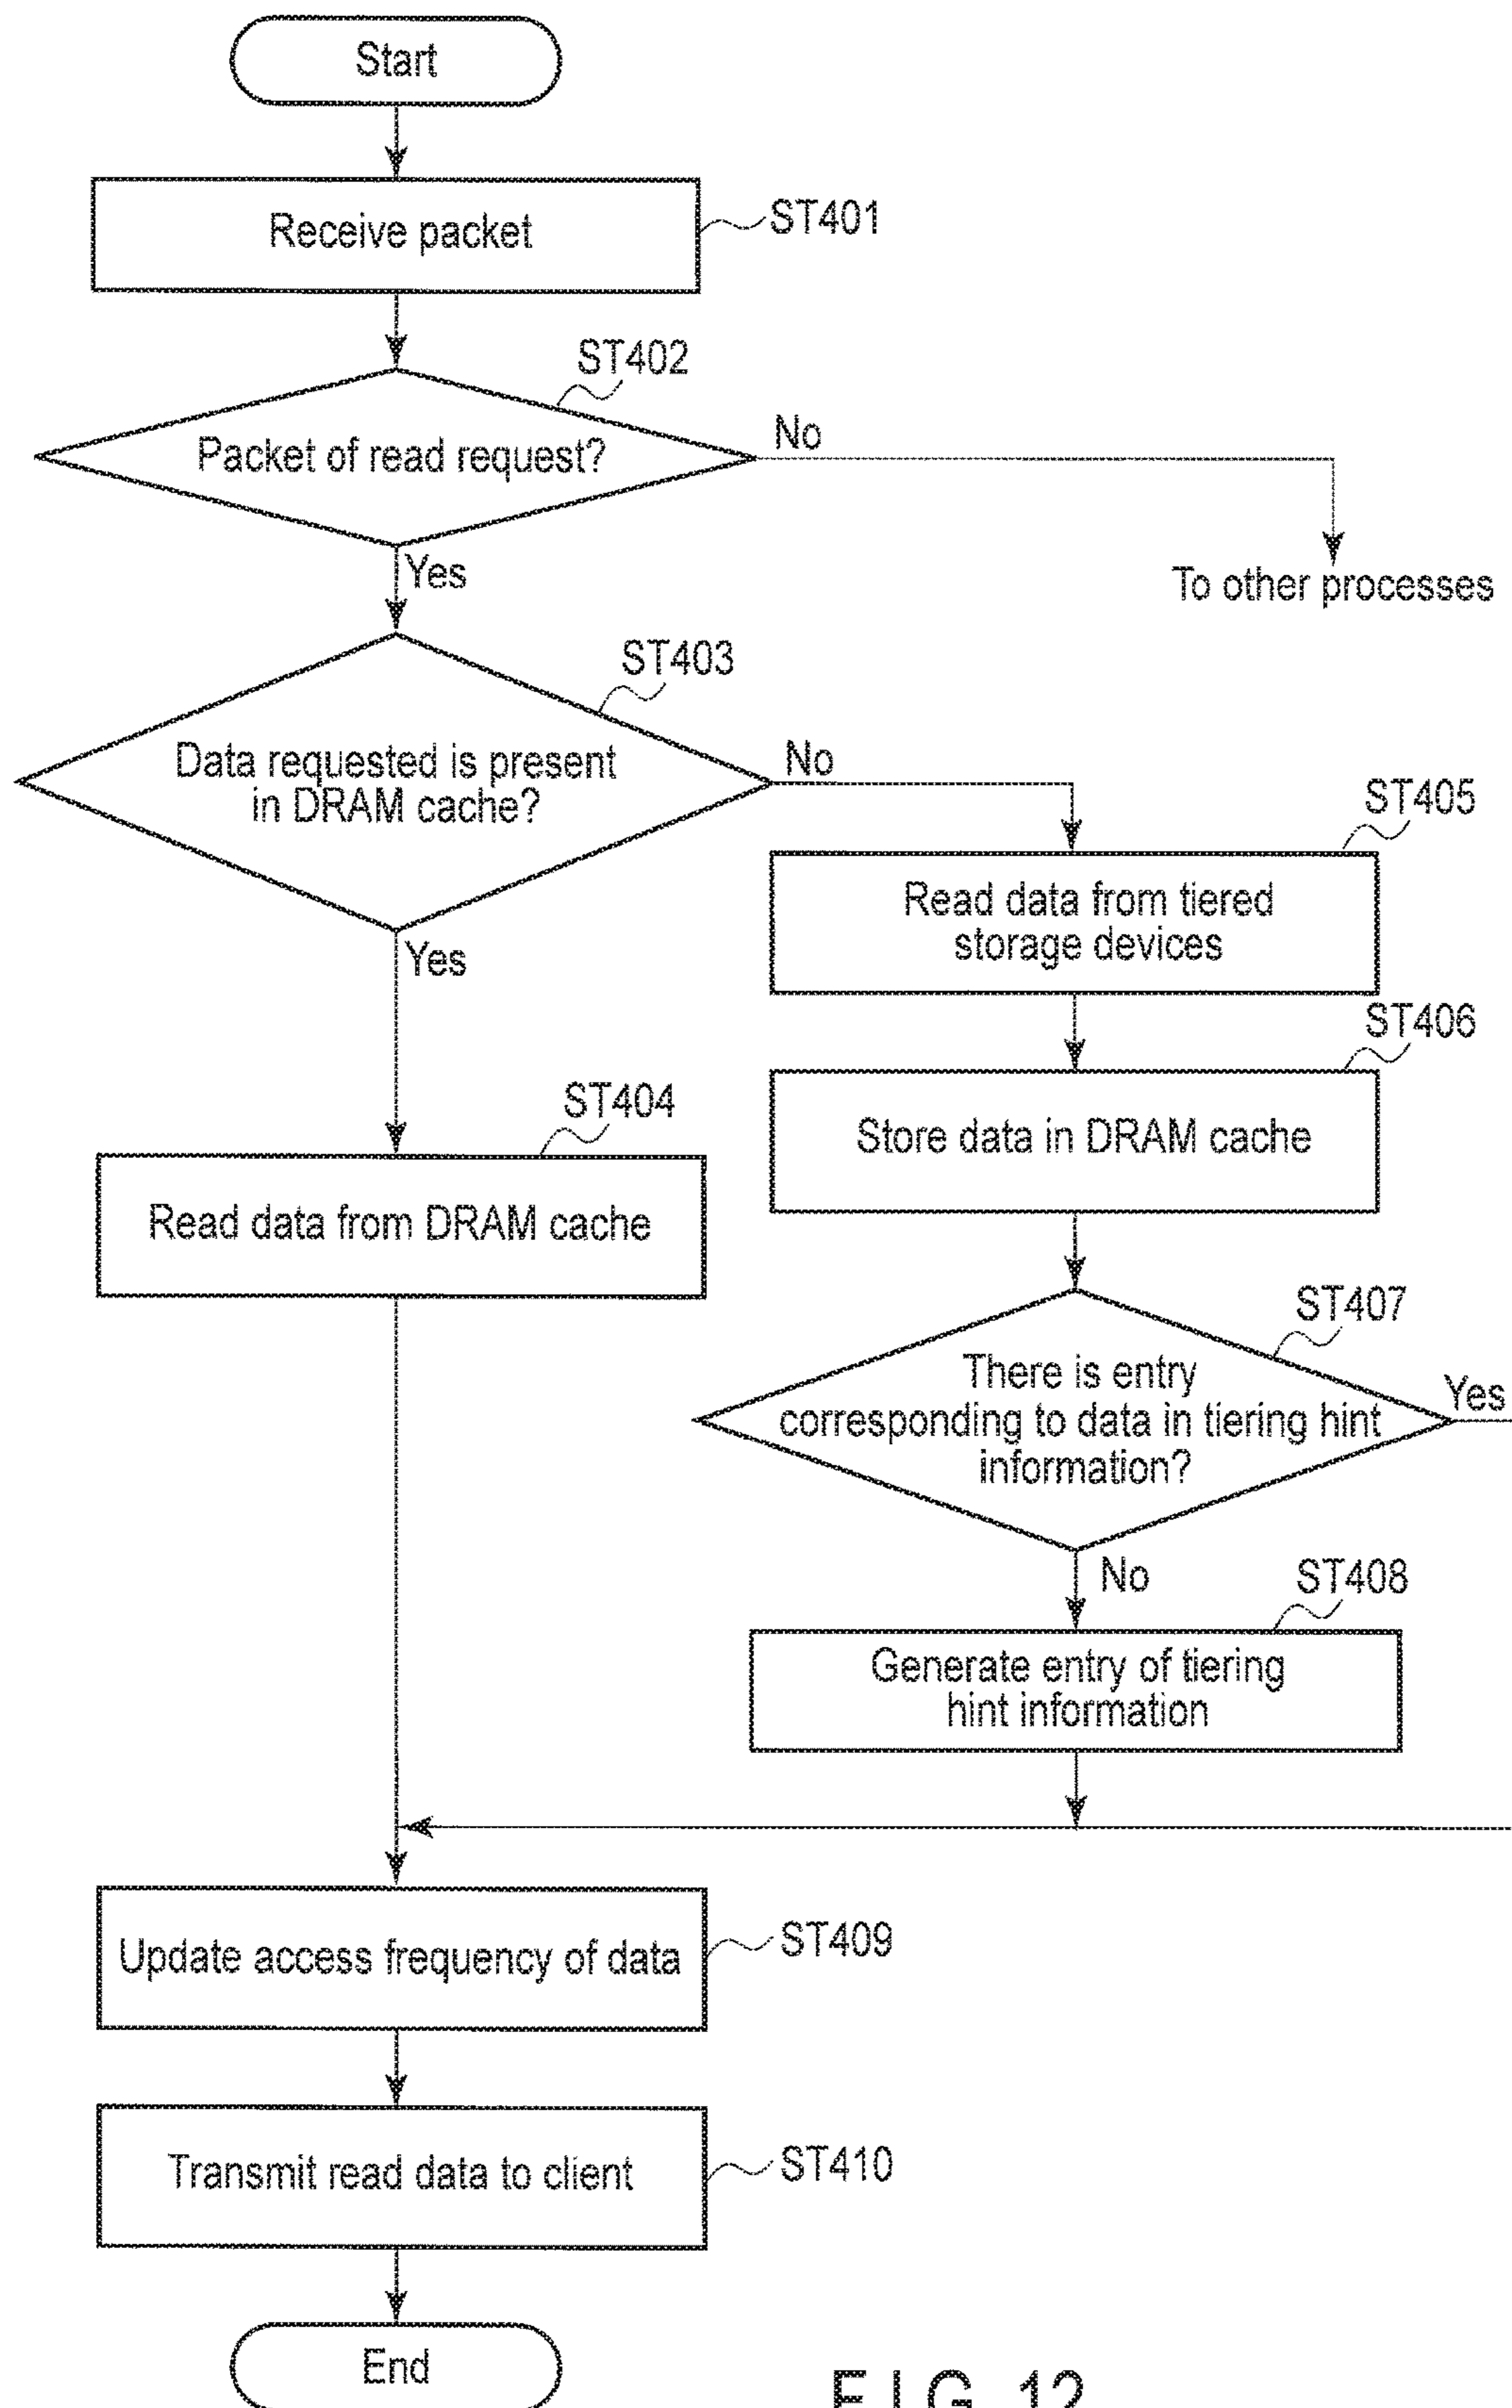 Start
Receive packet
ST401
ST402
Packet of read request?
No
To other processes
Yes
ST403
Data requested is present
in DRAM cache?
No
Yes
ST405
Read data from tiered
storage devices
ST406
Store data in DRAM cache
ST404
Read data from DRAM cache
ST407
There is entry
corresponding to data in tiering hint
information?
Yes
No
ST408
Generate entry of tiering
hint information
Update access frequency of data
ST409
Transmit read data to client
ST410
End
FIG. 12